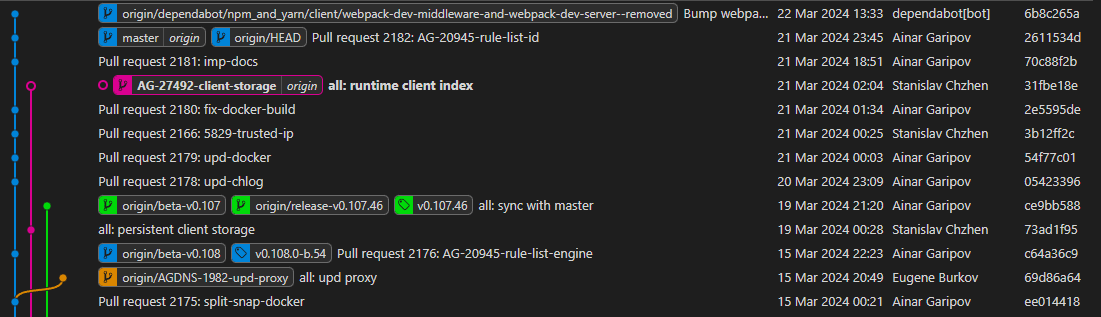 origin/dependabot/npm_and_yarn/client/webpack-dev-middleware-and-webpack-dev-server--removed Bump webpa... 22 Mar 2024 13:33 dependabot[bot] 6b8c265a
master origin origin/HEAD Pull request 2182: AG-20945-rule-list-id 21 Mar 2024 23:45 Ainar Garipov 2611534d
Pull request 2181: imp-docs 21 Mar 2024 18:51 Ainar Garipov 70c88f2b
AG-27492-client-storage origin all: runtime client index 21 Mar 2024 02:04 Stanislav Chzhen 31fbe18e
Pull request 2180: fix-docker-build 21 Mar 2024 01:34 Ainar Garipov 2e5595de
Pull request 2166: 5829-trusted-ip 21 Mar 2024 00:25 Stanislav Chzhen 3b12ff2c
Pull request 2179: upd-docker 21 Mar 2024 00:03 Ainar Garipov 54f77c01
Pull request 2178: upd-chlog 20 Mar 2024 23:09 Ainar Garipov 05423396
origin/beta-v0.107 origin/release-v0.107.46 v0.107.46 all: sync with master 19 Mar 2024 21:20 Ainar Garipov ce9bb588
all: persistent client storage 19 Mar 2024 00:28 Stanislav Chzhen 73ad1f95
origin/beta-v0.108 v0.108.0-b.54 Pull request 2176: AG-20945-rule-list-engine 15 Mar 2024 22:23 Ainar Garipov c64a36c9
origin/AGDNS-1982-upd-proxy all: upd proxy 15 Mar 2024 20:49 Eugene Burkov 69d86a64
Pull request 2175: split-snap-docker 15 Mar 2024 00:21 Ainar Garipov ee014418